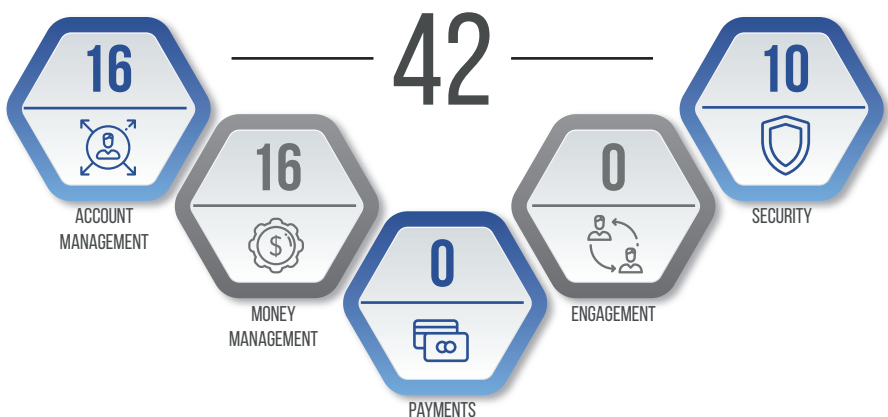 42
16
ACCOUNT
MANAGEMENT
16
$
MONEY
MANAGEMENT
0
PAYMENTS
0
ENGAGEMENT
10
SECURITY